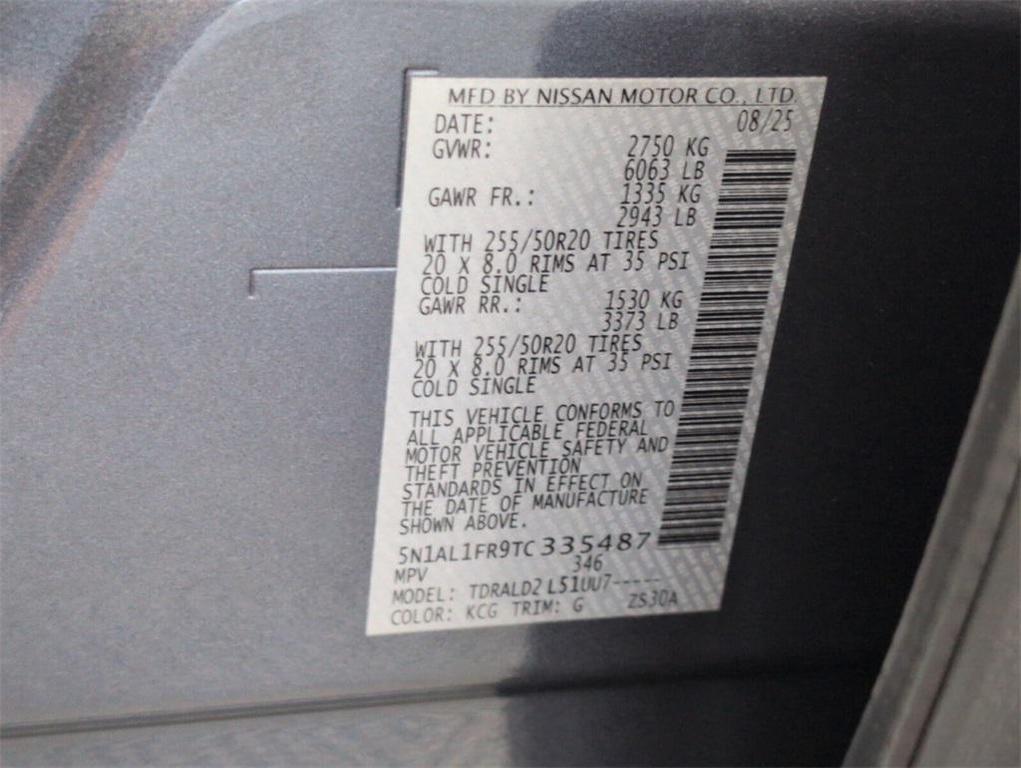 MFD BY NISSAN MOTOR CO., LTD.
DATE: 08/25
GVWR: 2750 KG
6063 LB
GAWR FR.: 1335 KG
2943 LB
WITH 255/50R20 TIRES
20 X 8.0 RIMS AT 35 PSI
COLD SINGLE
GAWR RR.: 1530 KG
3373 LB
WITH 255/50R20 TIRES
20 X 8.0 RIMS AT 35 PSI
COLD SINGLE
THIS VEHICLE CONFORMS TO
ALL APPLICABLE FEDERAL
MOTOR VEHICLE SAFETY AND
THEFT PREVENTION
STANDARDS IN EFFECT ON
THE DATE OF MANUFACTURE
SHOWN ABOVE.
5N1AL1FR9TC335487
MPV 346
MODEL: TDRALD2 L51UU7-----
COLOR: KCG TRIM: G ZS30A